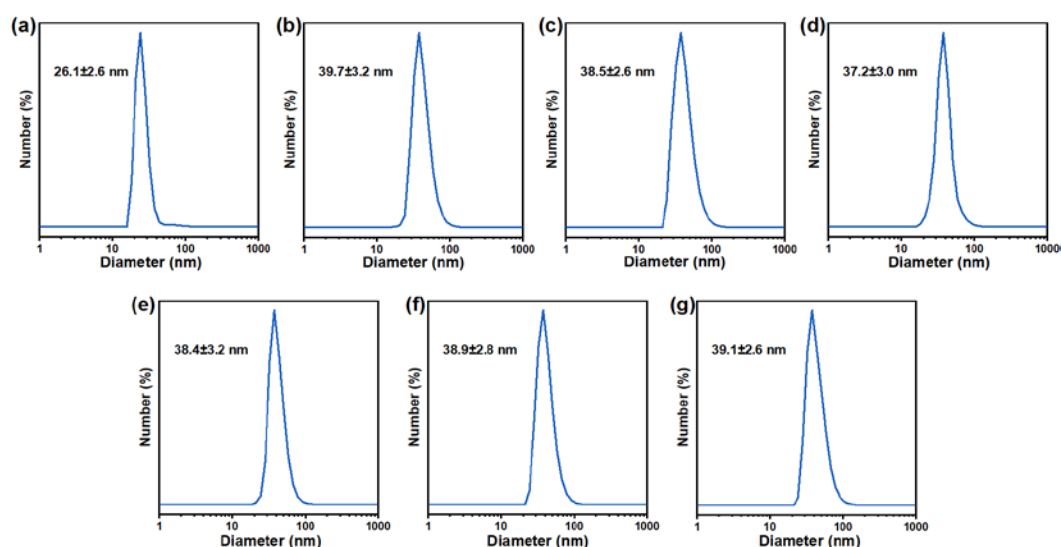 (a)
26.1±2.6 nm
Number (%)
1 10 100 1000
Diameter (nm)
(b)
39.7±3.2 nm
Number (%)
1 10 100 1000
Diameter (nm)
(c)
38.5±2.6 nm
Number (%)
1 10 100 1000
Diameter (nm)
(d)
37.2±3.0 nm
Number (%)
1 10 100 1000
Diameter (nm)
(e)
38.4±3.2 nm
Number (%)
1 10 100 1000
Diameter (nm)
(f)
38.9±2.8 nm
Number (%)
1 10 100 1000
Diameter (nm)
(g)
39.1±2.6 nm
Number (%)
1 10 100 1000
Diameter (nm)